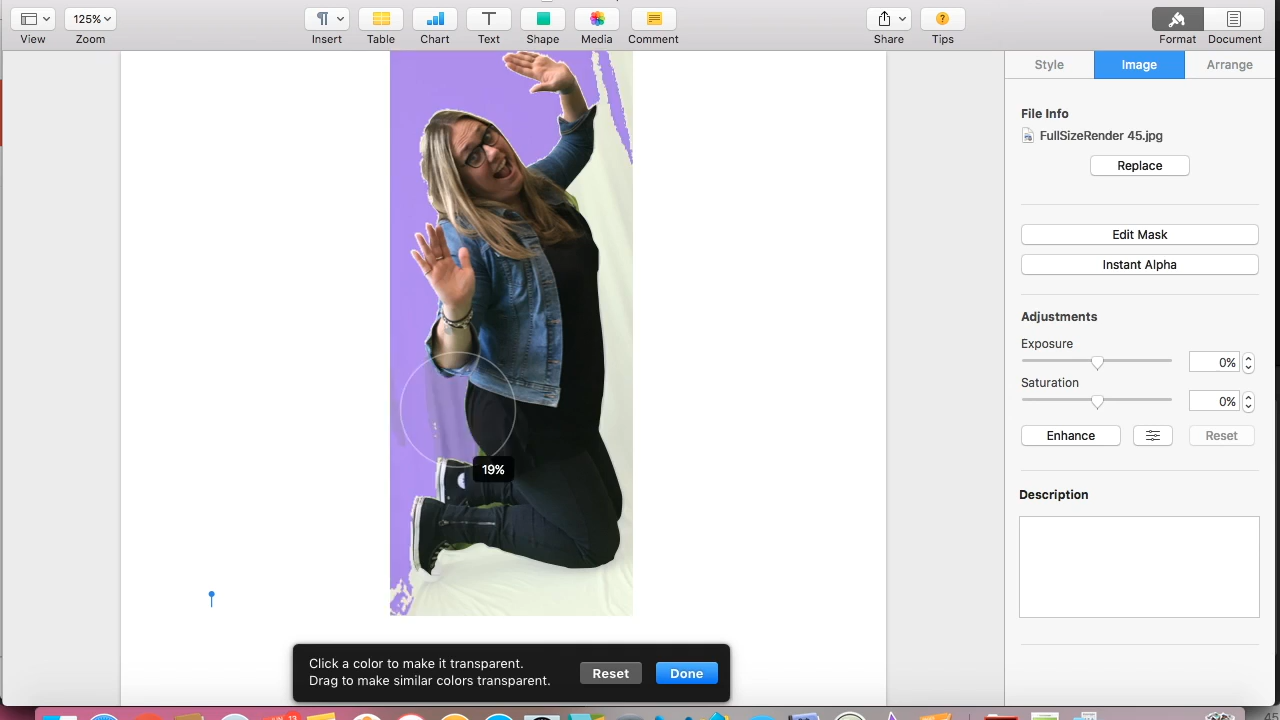 125%
View
Zoom
Insert
Table
Chart
Text
Shape
Media
Comment
Share
Tips
Format
Document
Style
Image
Arrange
File Info
FullSizeRender 45.jpg
Replace
Edit Mask
Instant Alpha
Adjustments
Exposure
0%
Saturation
0%
Enhance
Reset
Description
19%
Click a color to make it transparent.
Drag to make similar colors transparent.
Reset
Done